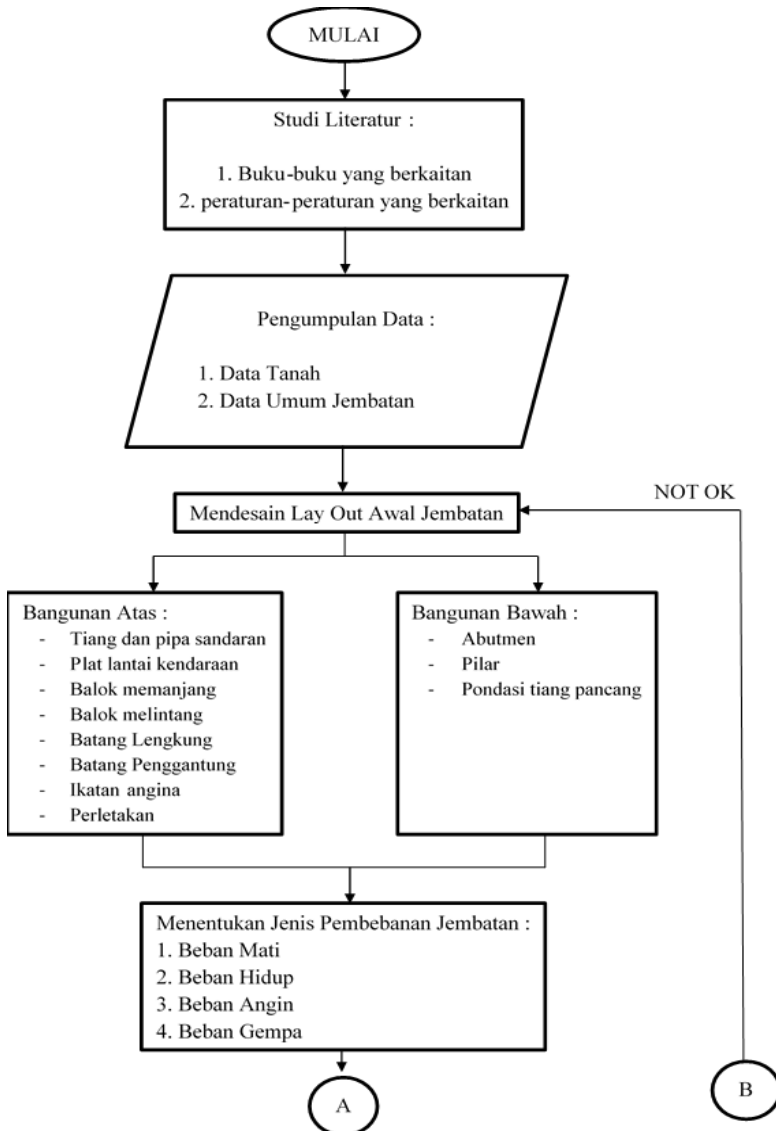 MULAI
Studi Literatur :
1. Buku-buku yang berkaitan
2. peraturan-peraturan yang berkaitan
Pengumpulan Data :
1. Data Tanah
2. Data Umum Jembatan
NOT OK
Mendesain Lay Out Awal Jembatan
Bangunan Atas :
- Tiang dan pipa sandaran
- Plat lantai kendaraan
- Balok memanjang
- Balok melintang
- Batang Lengkung
- Batang Penggantung
- Ikatan angina
- Perletakan
Bangunan Bawah :
- Abutmen
- Pilar
- Pondasi tiang pancang
Menentukan Jenis Pembebanan Jembatan :
1. Beban Mati
2. Beban Hidup
3. Beban Angin
4. Beban Gempa
A
B